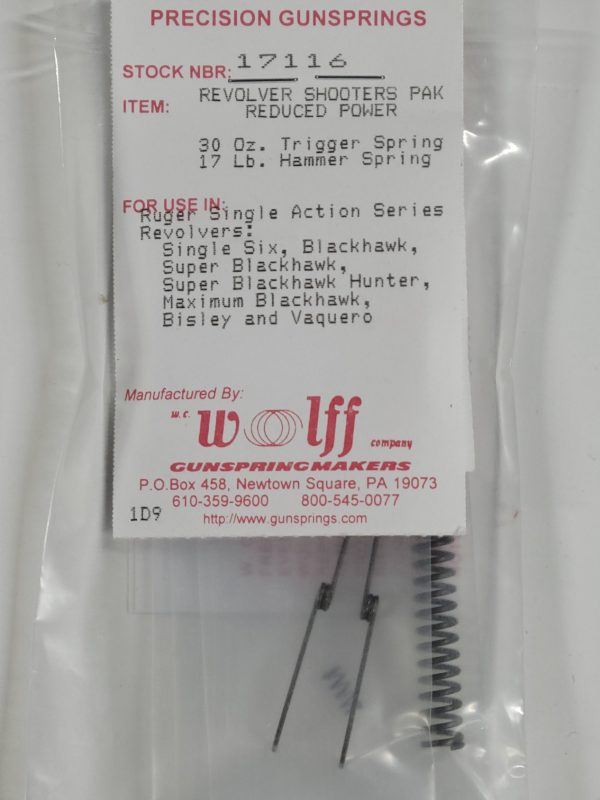 PRECISION GUNSPRINGS
STOCK NBR: 17116
ITEM: REVOLVER SHOOTERS PAK
REDUCED POWER
30 Oz. Trigger Spring
17 Lb. Hammer Spring
FOR USE IN:
Ruger Single Action Series
Revolvers:
Single Six, Blackhawk,
Super Blackhawk,
Super Blackhawk Hunter,
Maximum Blackhawk,
Bisley and Vaquero
Manufactured By:
W.C. Wolff company
GUNSPRINGMAKERS
P.O.Box 458, Newtown Square, PA 19073
610-359-9600 800-545-0077
1D9 http://www.gunsprings.com